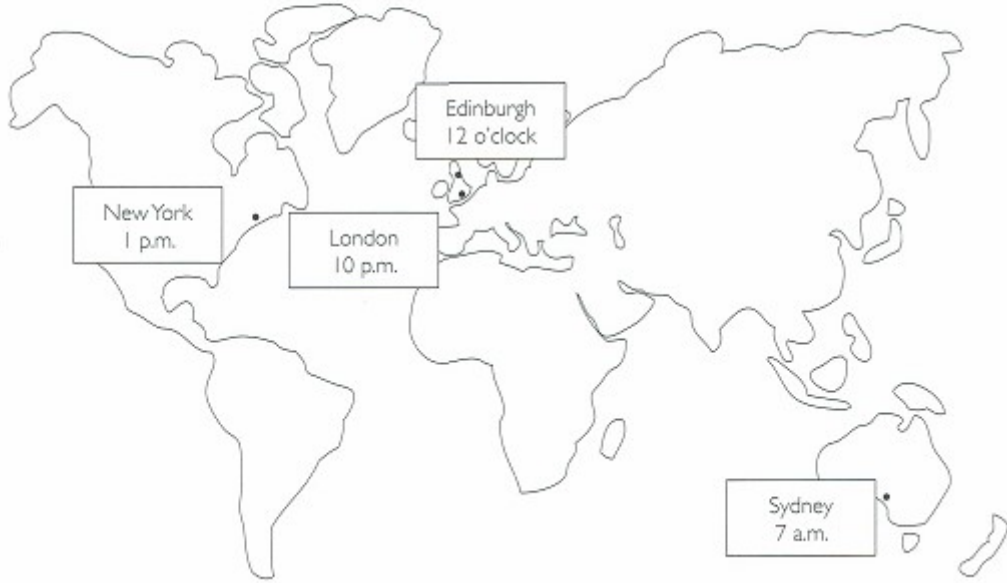 Edinburgh
12 o'clock
New York
1 p.m.
London
10 p.m.
Sydney
7 a.m.